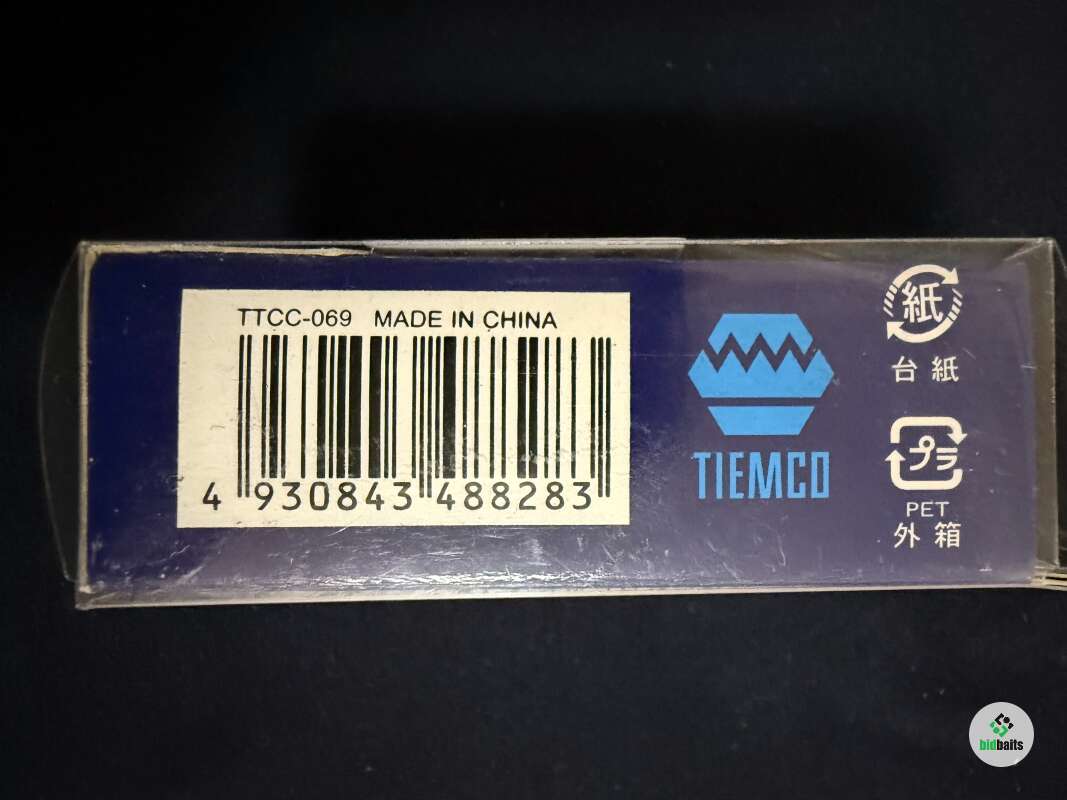 TTCC-069 MADE IN CHINA
4 930843 488283
TIEMCO
紙
台紙
プラ
PET
外箱
bidbaits